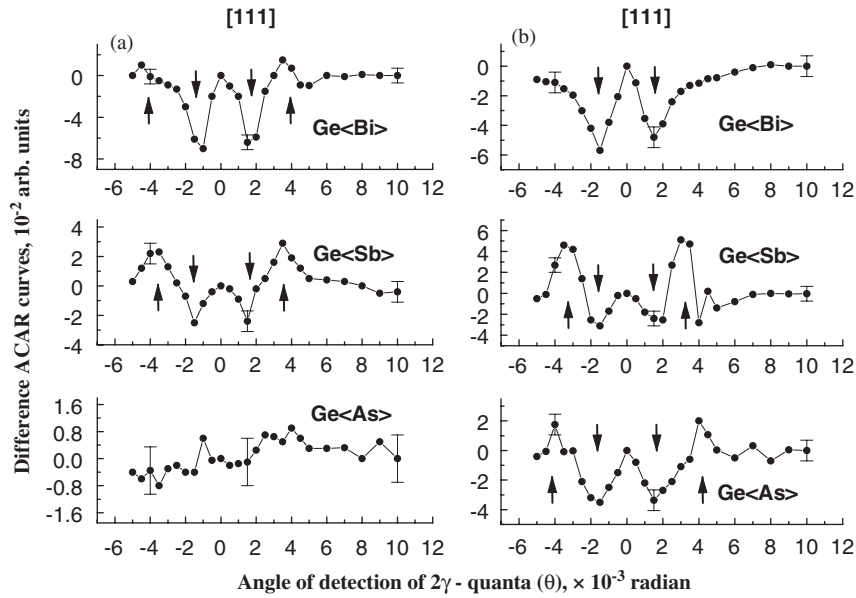 [111]
[111]
(a)
(b)
0
-4
-8
Ge<Bi>
-6 -4 -2 0 2 4 6 8 10 12
0
-2
-4
-6
Ge<Bi>
-6 -4 -2 0 2 4 6 8 10 12
Difference ACAR curves, 10-2 arb. units
4
2
0
-2
-4
Ge<Sb>
-6 -4 -2 0 2 4 6 8 10 12
6
4
2
0
-2
-4
Ge<Sb>
-6 -4 -2 0 2 4 6 8 10 12
1.6
0.8
0.0
-0.8
-1.6
Ge<As>
-6 -4 -2 0 2 4 6 8 10 12
2
0
-2
-4
Ge<As>
-6 -4 -2 0 2 4 6 8 10 12
Angle of detection of 2γ - quanta (θ), × 10-3 radian